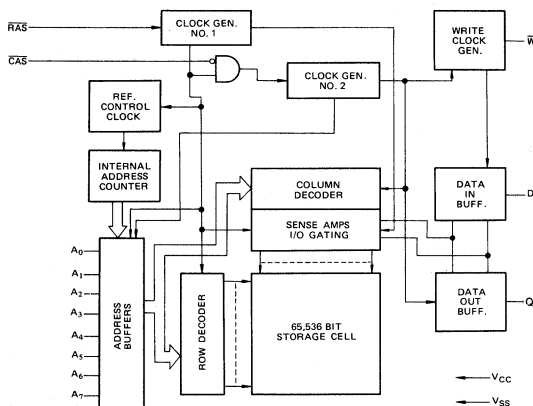 RAS
CLOCK GEN.
NO. 1
WRITE
CLOCK
GEN.
W
CAS
CLOCK GEN.
NO. 2
REF.
CONTROL
CLOCK
INTERNAL
ADDRESS
COUNTER
COLUMN
DECODER
DATA
IN
BUFF.
D
SENSE AMPS
I/O GATING
A0
A1
A2
A3
A4
A5
A6
A7
ADDRESS
BUFFERS
ROW DECODER
65,536 BIT
STORAGE CELL
DATA
OUT
BUFF.
Q
VCC
VSS